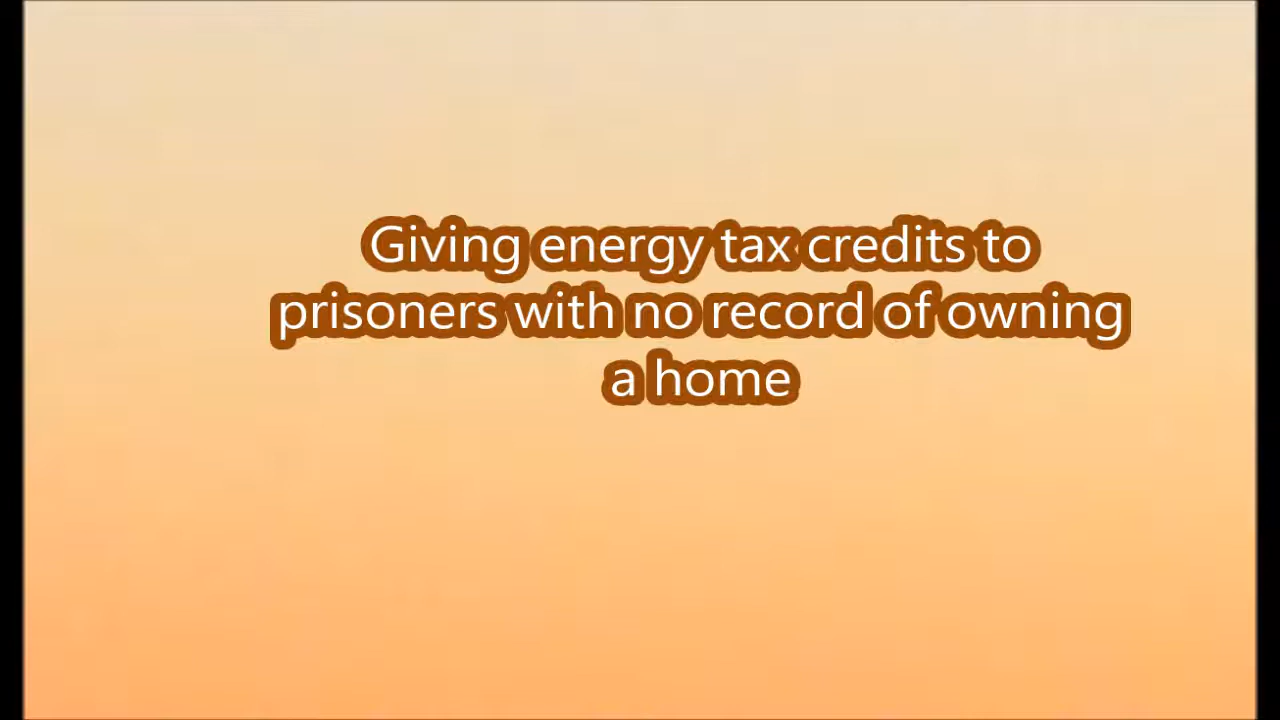 Giving energy tax credits to
prisoners with no record of owning
a home